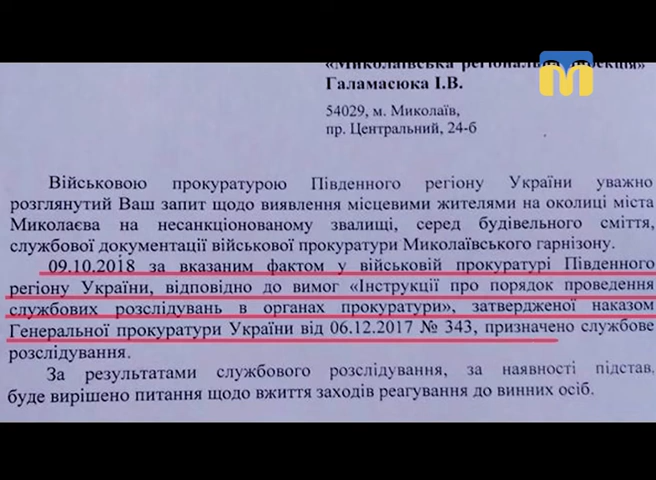 «Миколаївська регіональна інспекція»
Галамасюка І.В.
54029, м. Миколаїв,
пр. Центральний, 24-б
Військовою прокуратурою Південного регіону України уважно
розглянутий Ваш запит щодо виявлення місцевими жителями на околиці міста
Миколаєва на несанкціонованому звалищі, серед будівельного сміття,
службової документації військової прокуратури Миколаївського гарнізону.
09.10.2018 за вказаним фактом у військовій прокуратурі Південного
регіону України, відповідно до вимог «Інструкції про порядок проведення
службових розслідувань в органах прокуратури», затвердженої наказом
Генеральної прокуратури України від 06.12.2017 № 343, призначено службове
розслідування.
За результатами службового розслідування, за наявності підстав,
буде вирішено питання щодо вжиття заходів реагування до винних осіб.